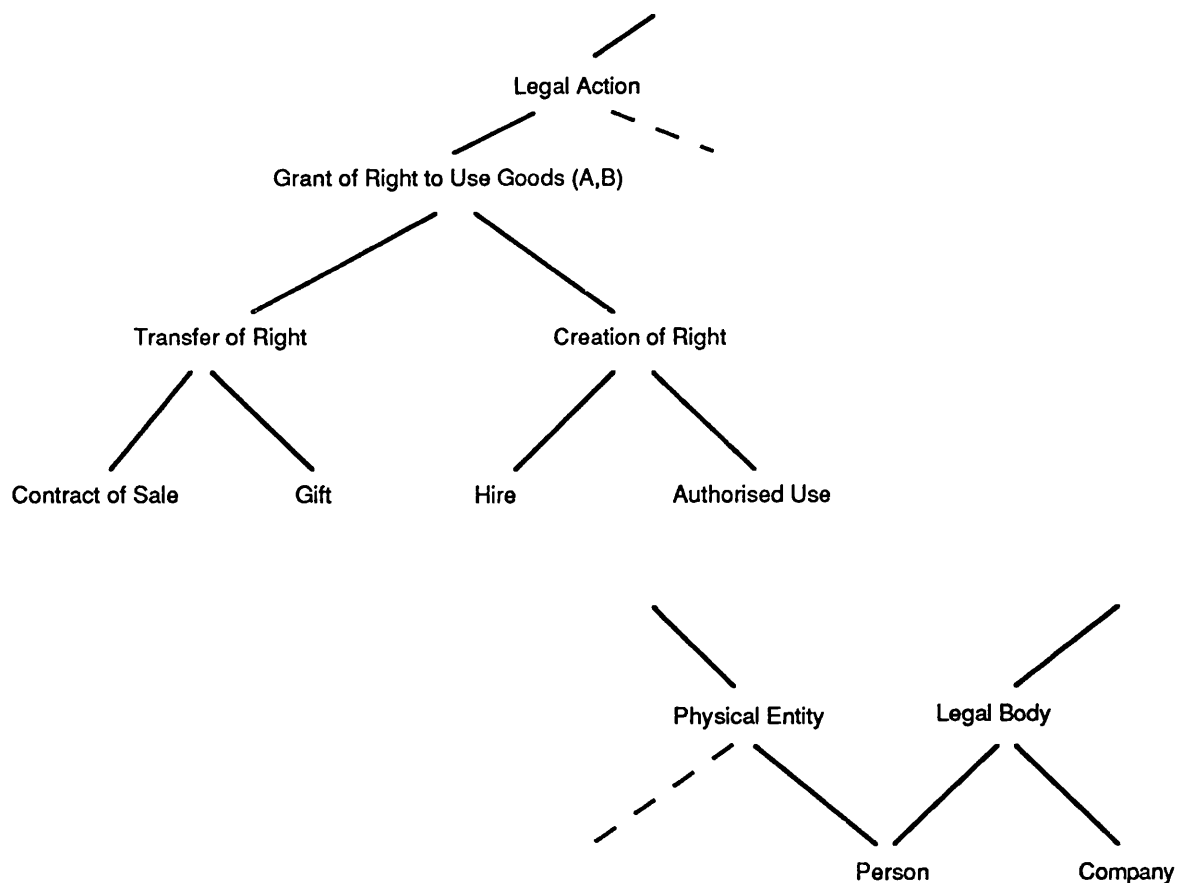 Legal Action
Grant of Right to Use Goods (A,B)
Transfer of Right
Creation of Right
Contract of Sale
Gift
Hire
Authorised Use
Physical Entity
Legal Body
Person
Company